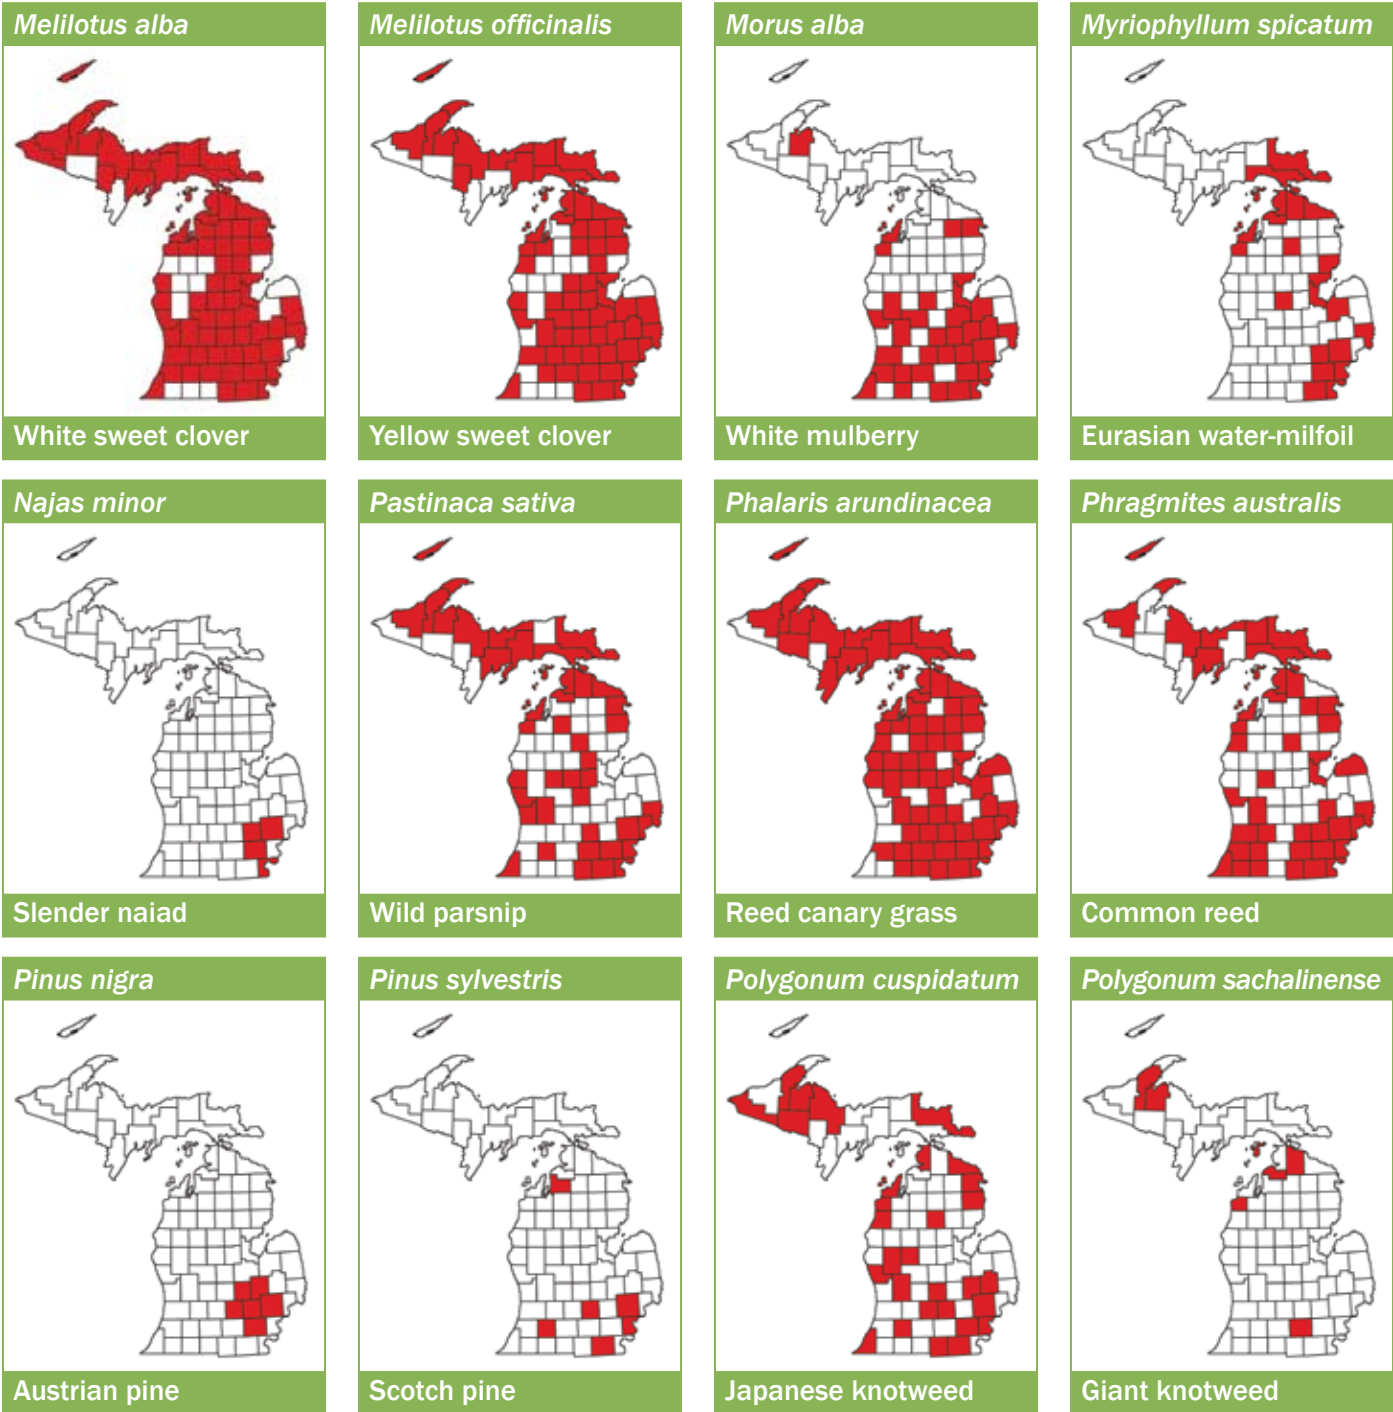 Melilotus alba
Melilotus officinalis
Morus alba
Myriophyllum spicatum
White sweet clover
Yellow sweet clover
White mulberry
Eurasian water-milfoil
Najas minor
Pastinaca sativa
Phalaris arundinacea
Phragmites australis
Slender naiad
Wild parsnip
Reed canary grass
Common reed
Pinus nigra
Pinus sylvestris
Polygonum cuspidatum
Polygonum sachalinense
Austrian pine
Scotch pine
Japanese knotweed
Giant knotweed